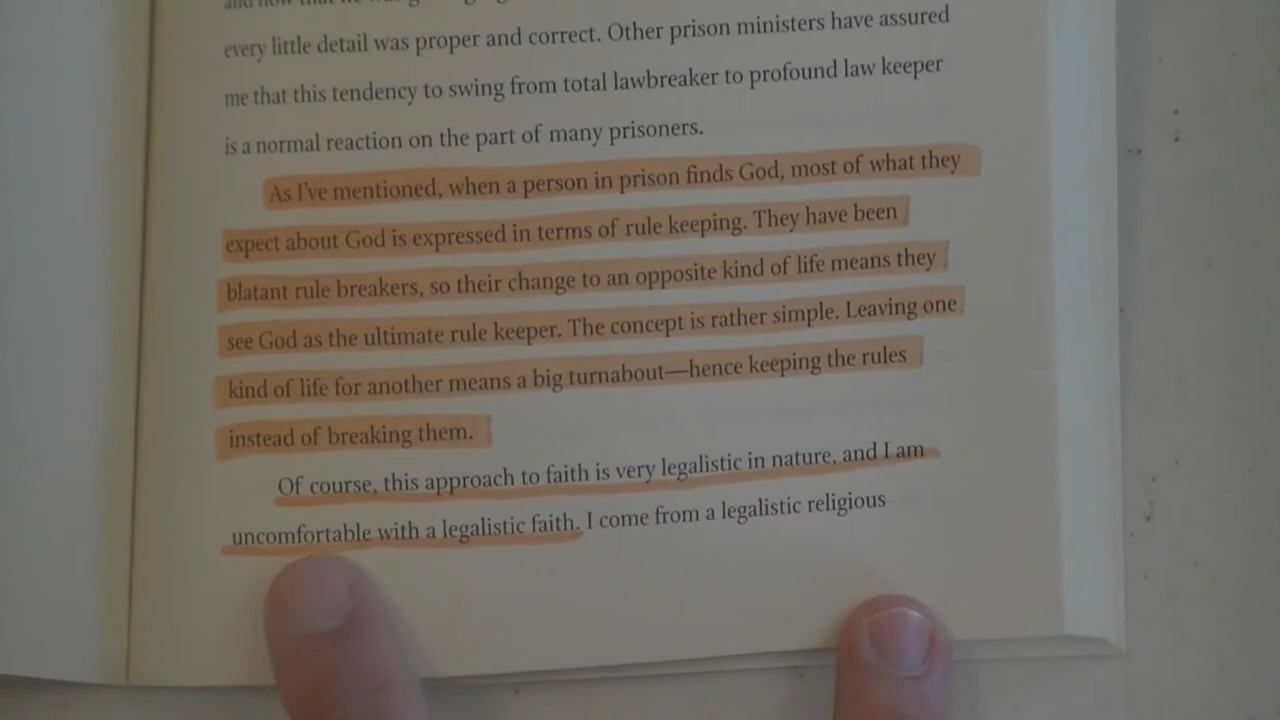 every little detail was proper and correct. Other prison ministers have assured
me that this tendency to swing from total lawbreaker to profound law keeper
is a normal reaction on the part of many prisoners.
As I've mentioned, when a person in prison finds God, most of what they
expect about God is expressed in terms of rule keeping. They have been
blatant rule breakers, so their change to an opposite kind of life means they
see God as the ultimate rule keeper. The concept is rather simple. Leaving one
kind of life for another means a big turnabout—hence keeping the rules
instead of breaking them.
Of course, this approach to faith is very legalistic in nature, and I am
uncomfortable with a legalistic faith. I come from a legalistic religious